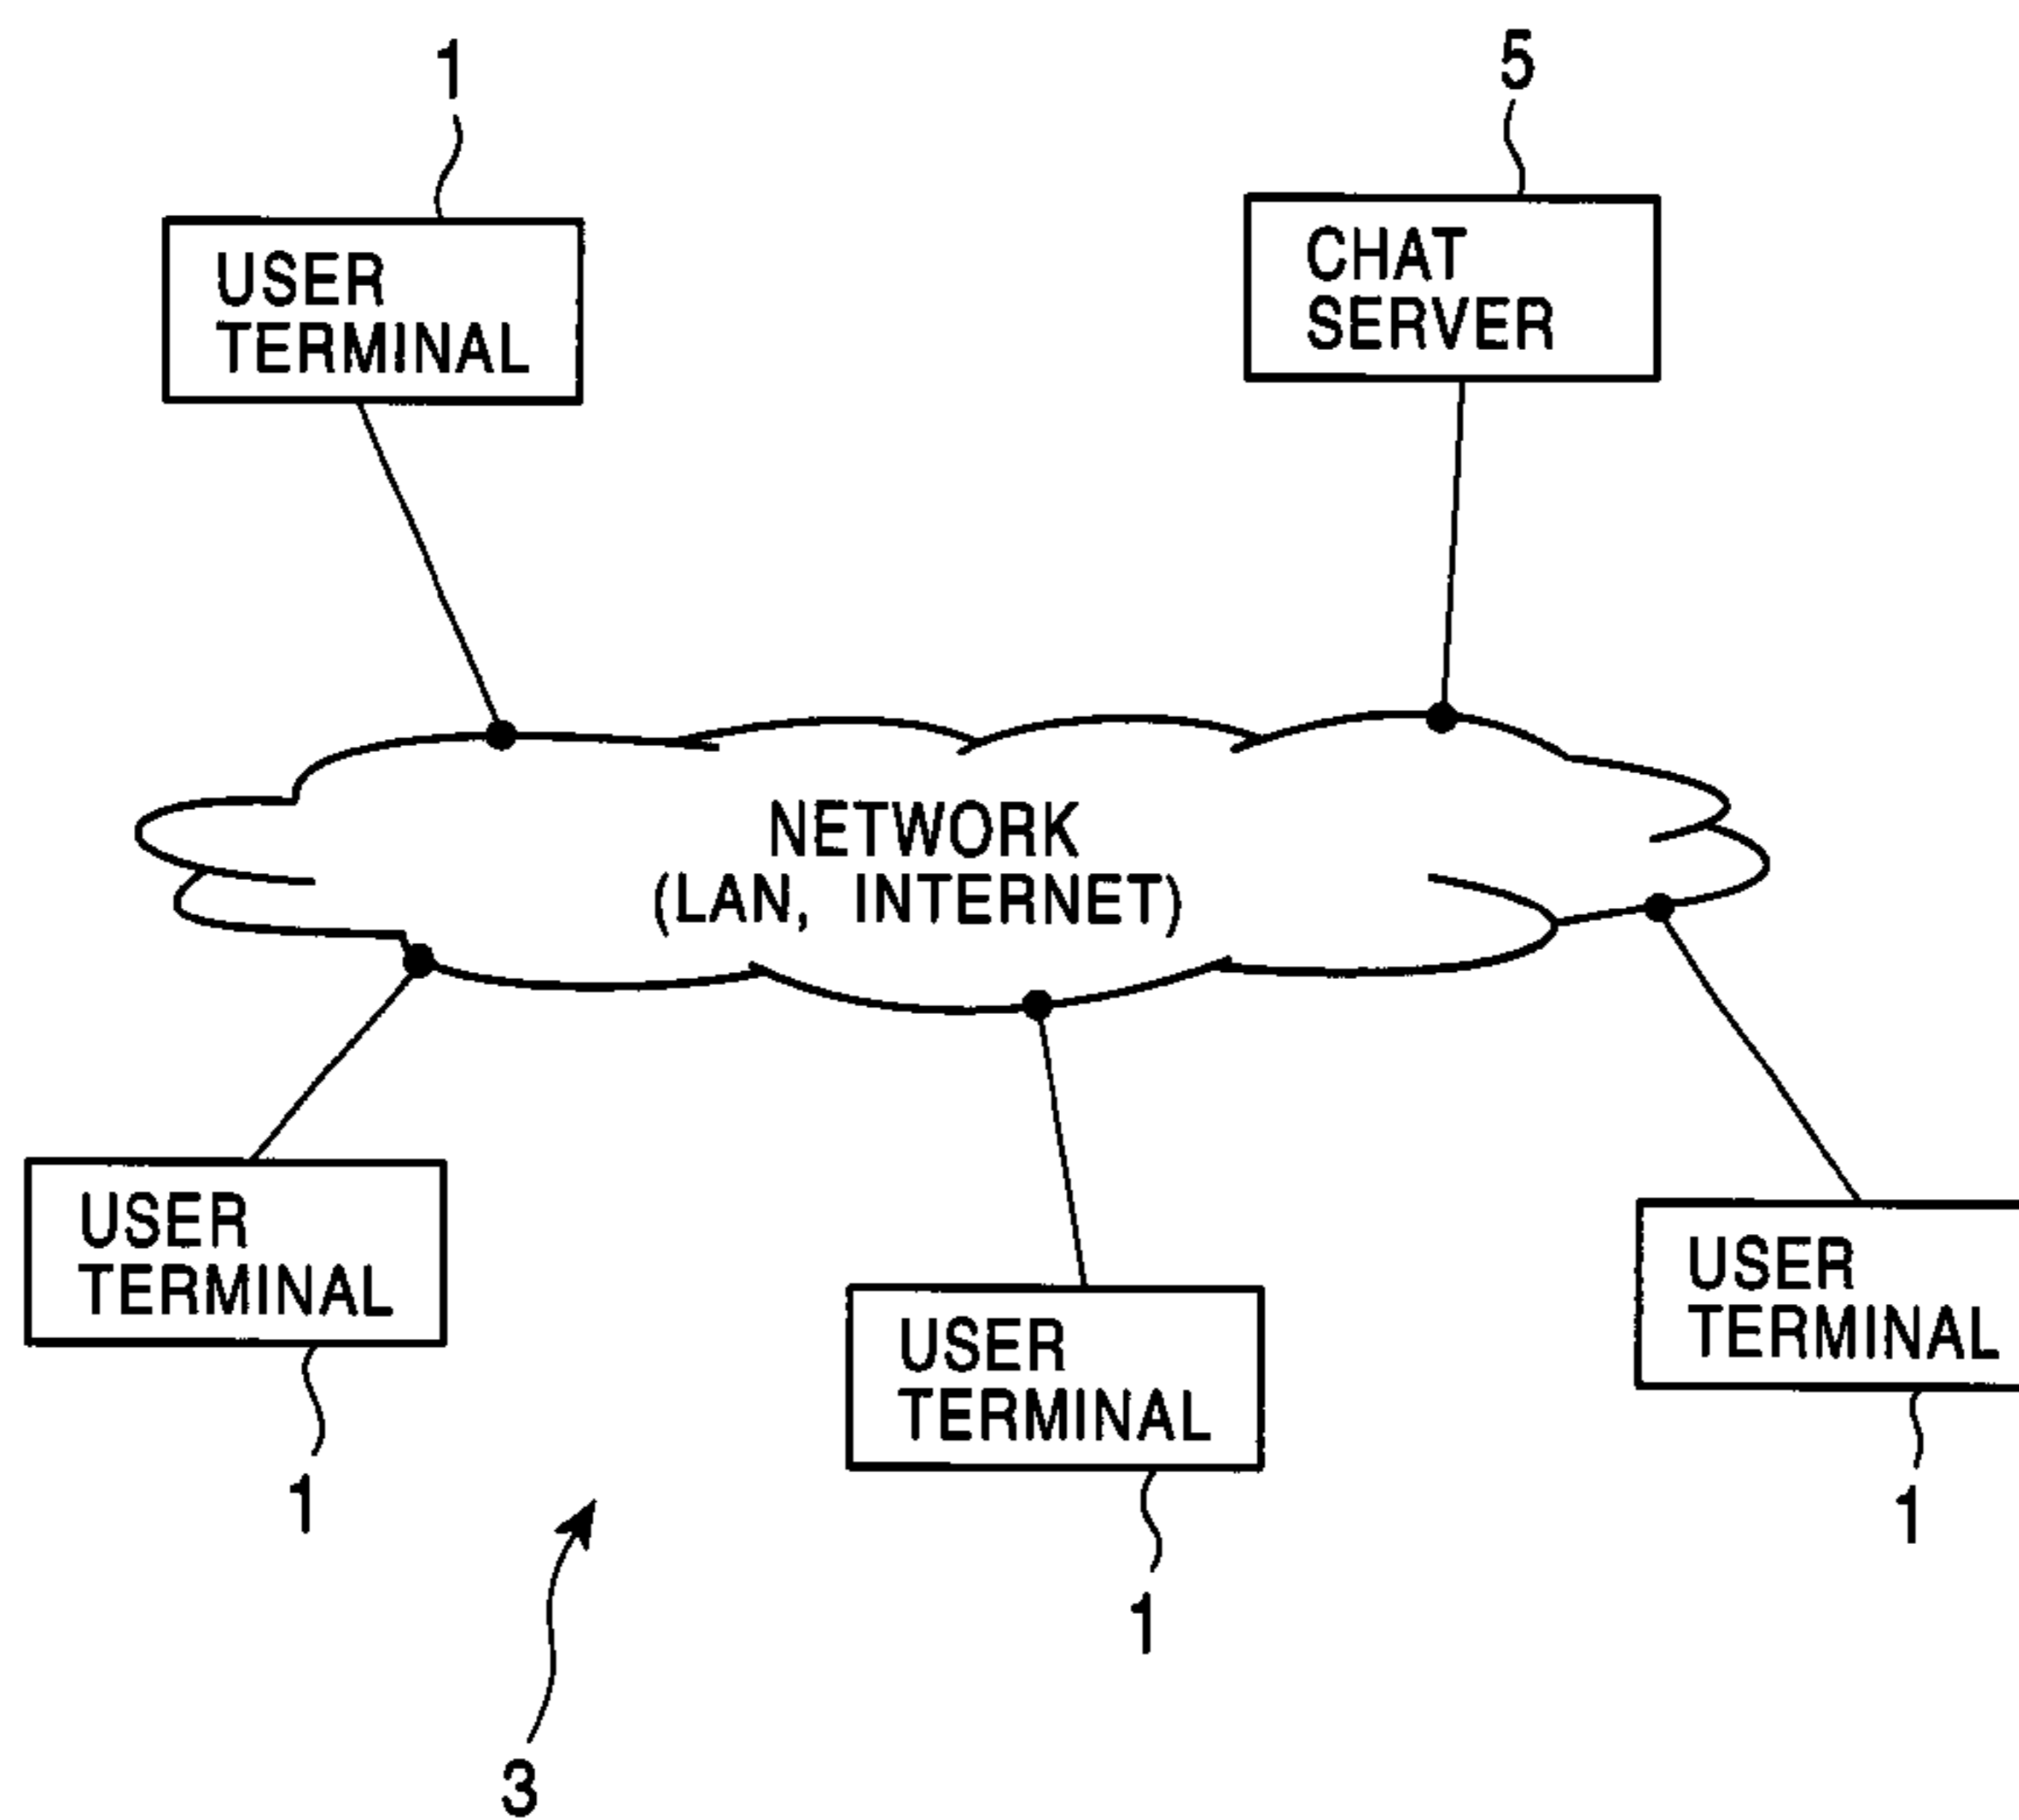 1
5
USER
TERMINAL
CHAT
SERVER
NETWORK
(LAN, INTERNET)
USER
TERMINAL
USER
TERMINAL
USER
TERMINAL
1
1
1
3